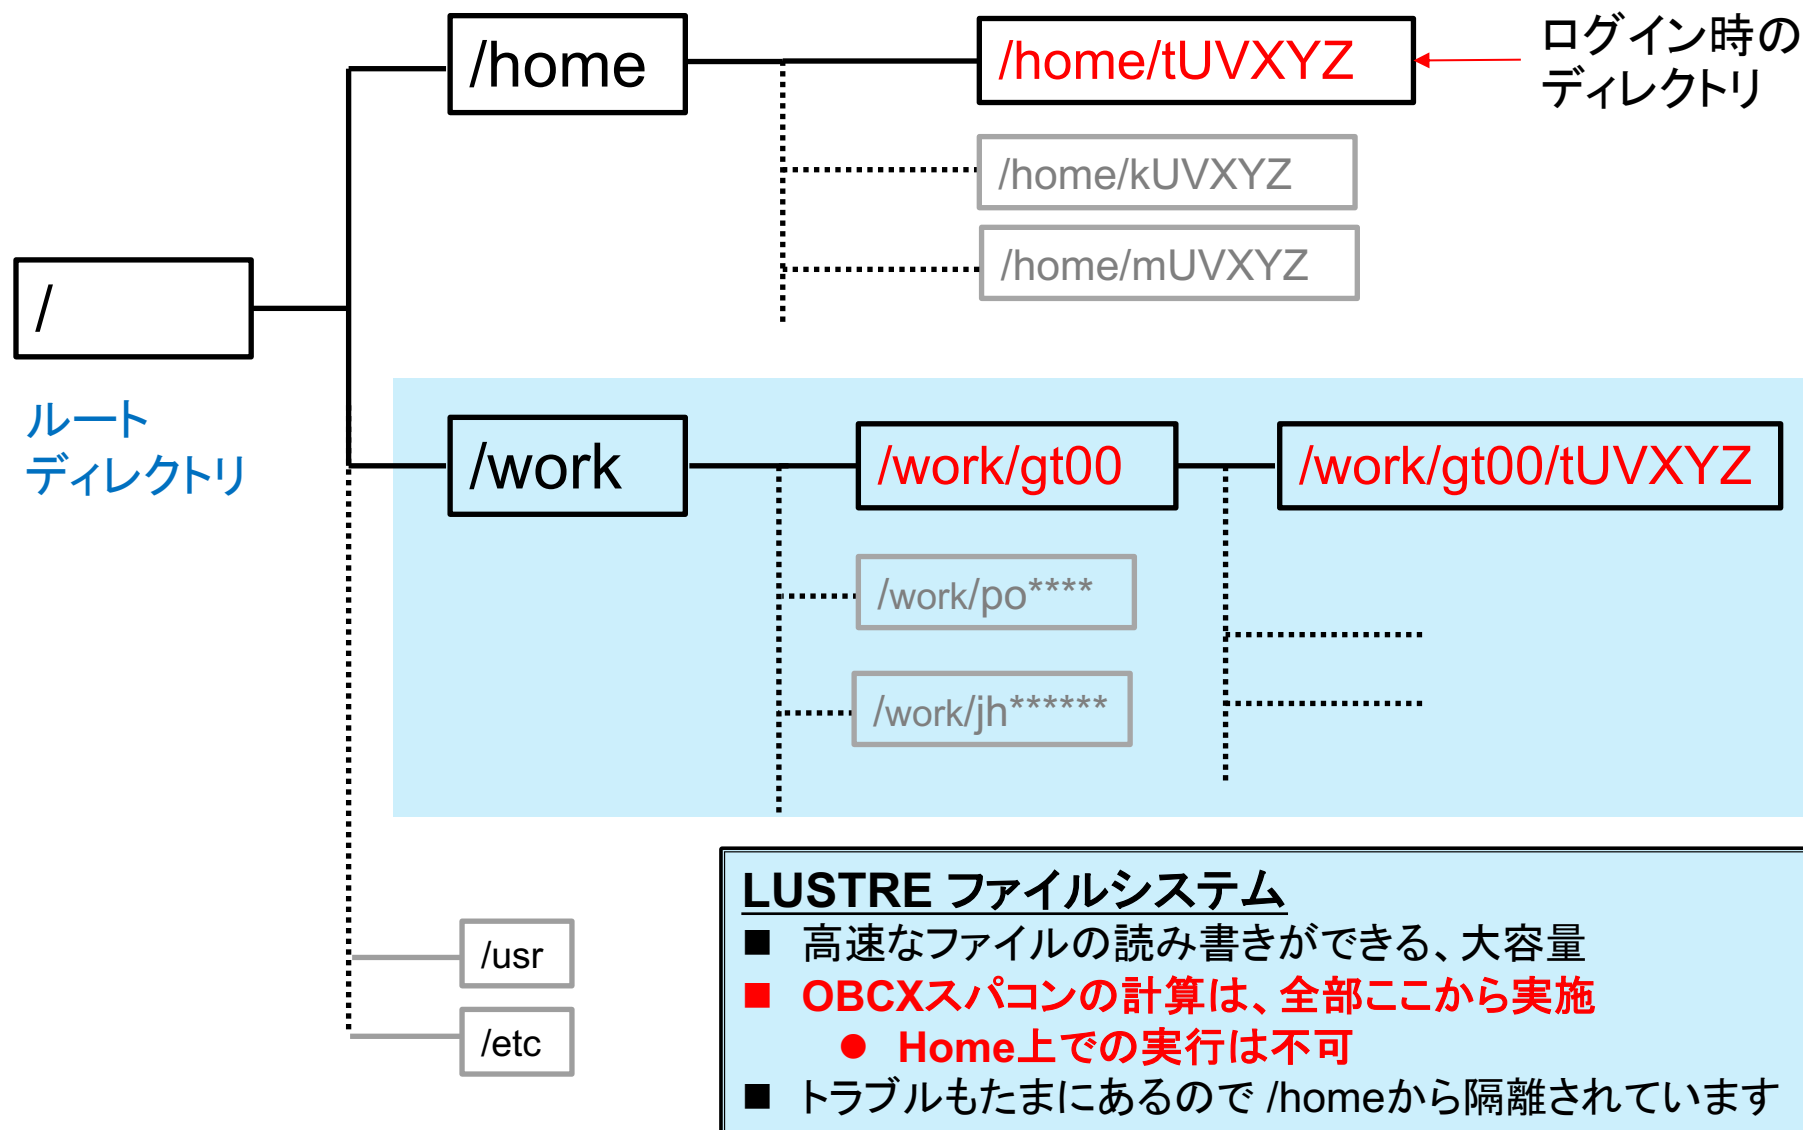 /home
/home/tUVXYZ
ログイン時の
ディレクトリ
/home/kUVXYZ
/home/mUVXYZ
/
ルート
ディレクトリ
/work
/work/gt00
/work/gt00/tUVXYZ
/work/po****
/work/jh******
/usr
/etc
LUSTRE ファイルシステム
■ 高速なファイルの読み書きができる、大容量
■ OBCXスパコンの計算は、全部ここから実施
● Home上での実行は不可
■ トラブルもたまにあるので /homeから隔離されています